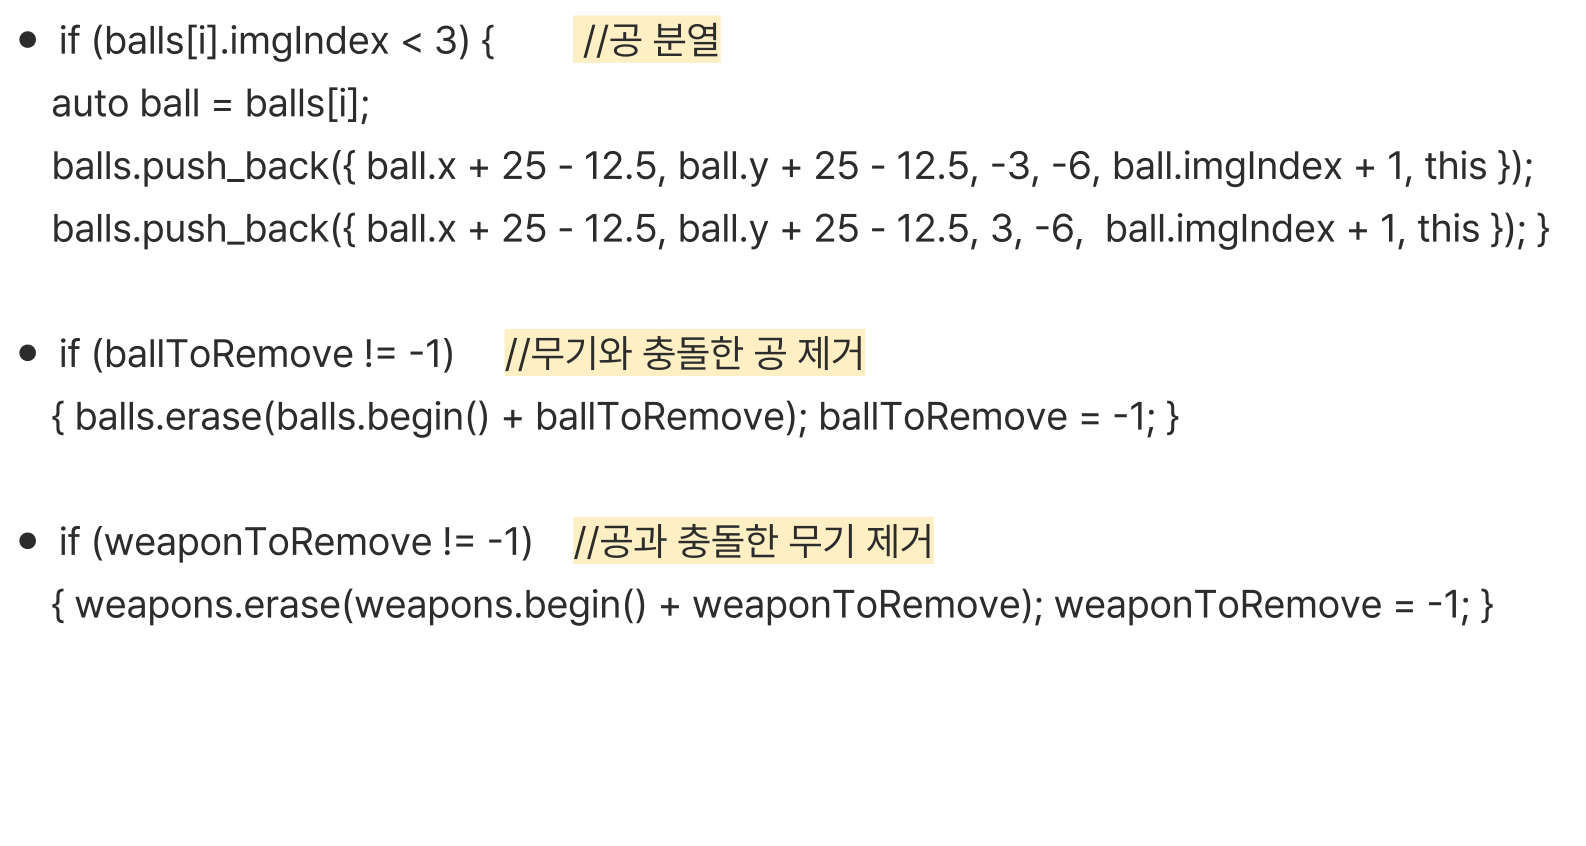 • if (balls[i].imgIndex < 3) { //공 분열
auto ball = balls[i];
balls.push_back({ ball.x + 25 - 12.5, ball.y + 25 - 12.5, -3, -6, ball.imgIndex + 1, this });
balls.push_back({ ball.x + 25 - 12.5, ball.y + 25 - 12.5, 3, -6,  ball.imgIndex + 1, this }); }
• if (ballToRemove != -1) //무기와 충돌한 공 제거
{ balls.erase(balls.begin() + ballToRemove); ballToRemove = -1; }
• if (weaponToRemove != -1) //공과 충돌한 무기 제거
{ weapons.erase(weapons.begin() + weaponToRemove); weaponToRemove = -1; }